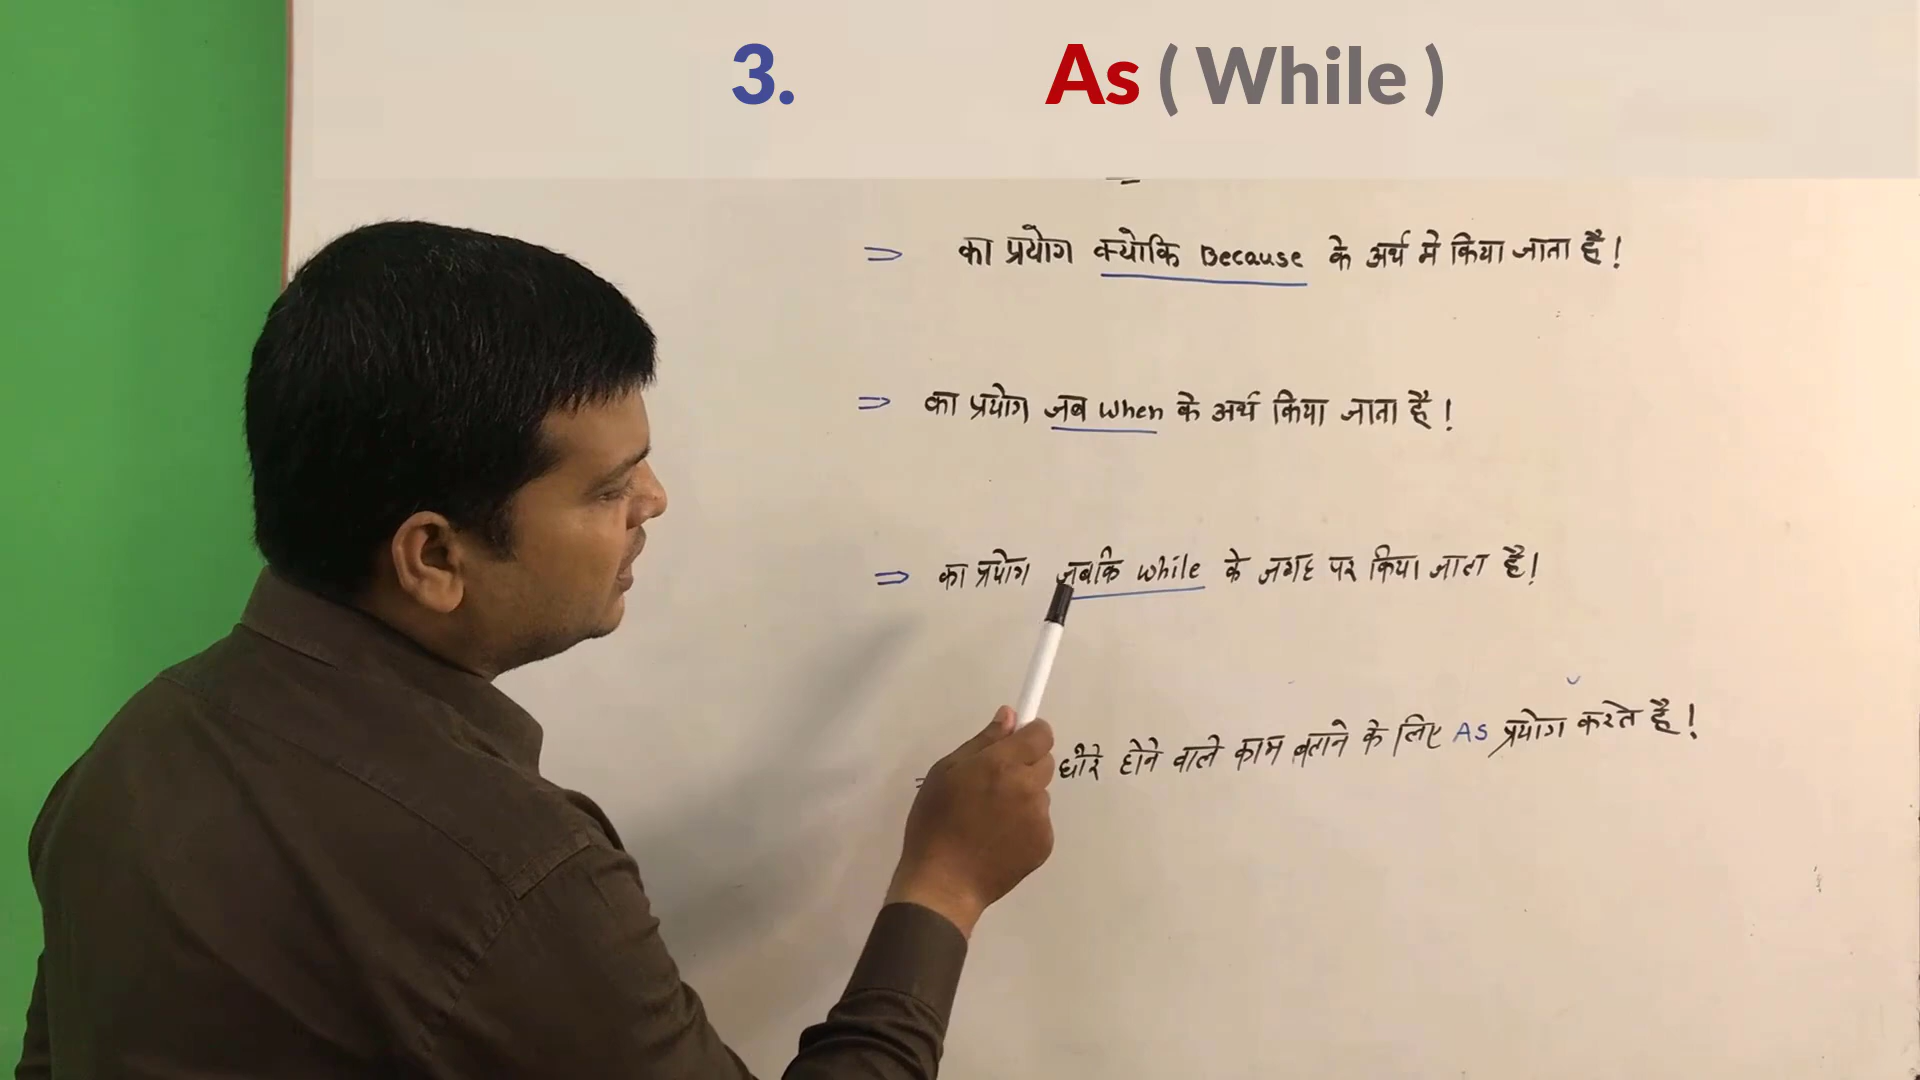 3. As ( While )
⇒ का प्रयोग क्योकि Because के अर्थ मे किया जाता है !
⇒ का प्रयोग जब when के अर्थ किया जाता है !
⇒ का प्रयोग जबकि while के जगह पर किया जाता है !
धीरे होने वाले काम बताने के लिए As प्रयोग करते है !